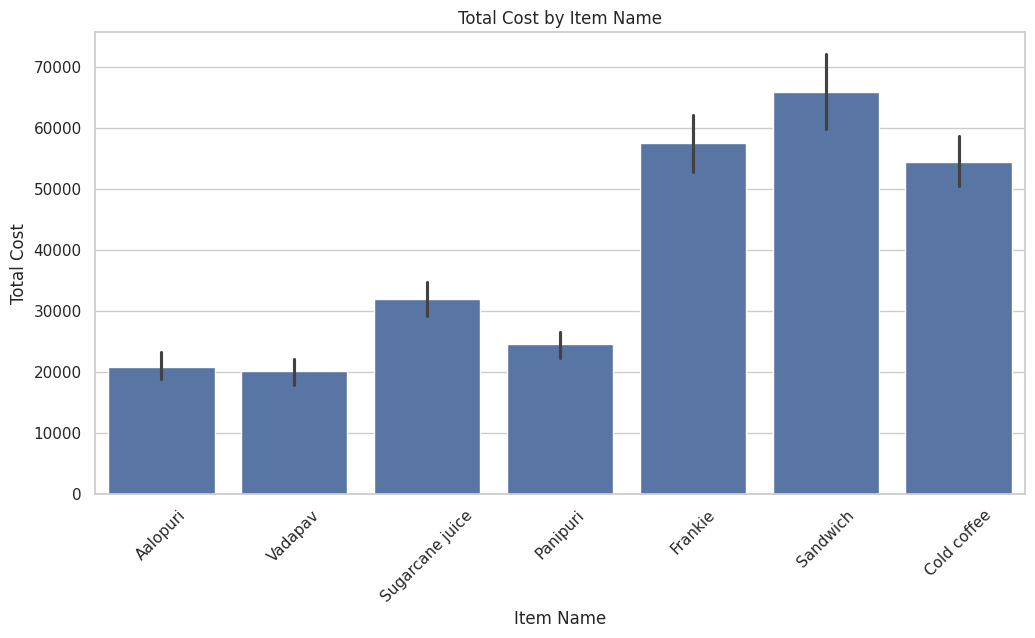 Total Cost by Item Name
Total Cost
70000
60000
50000
40000
30000
20000
10000
0
Aalopuri
Vadapav
Sugarcane juice
Panipuri
Frankie
Sandwich
Cold coffee
Item Name